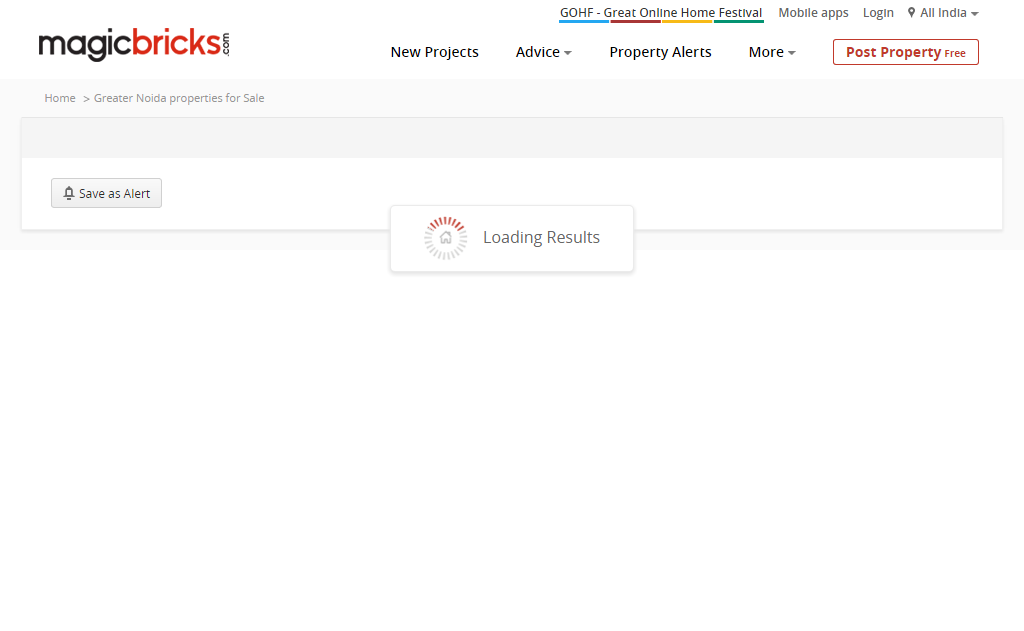 GOHF - Great Online Home Festival Mobile apps Login All India
magicbricks.com
New Projects Advice Property Alerts More Post Property Free
Home > Greater Noida properties for Sale
Save as Alert
Loading Results